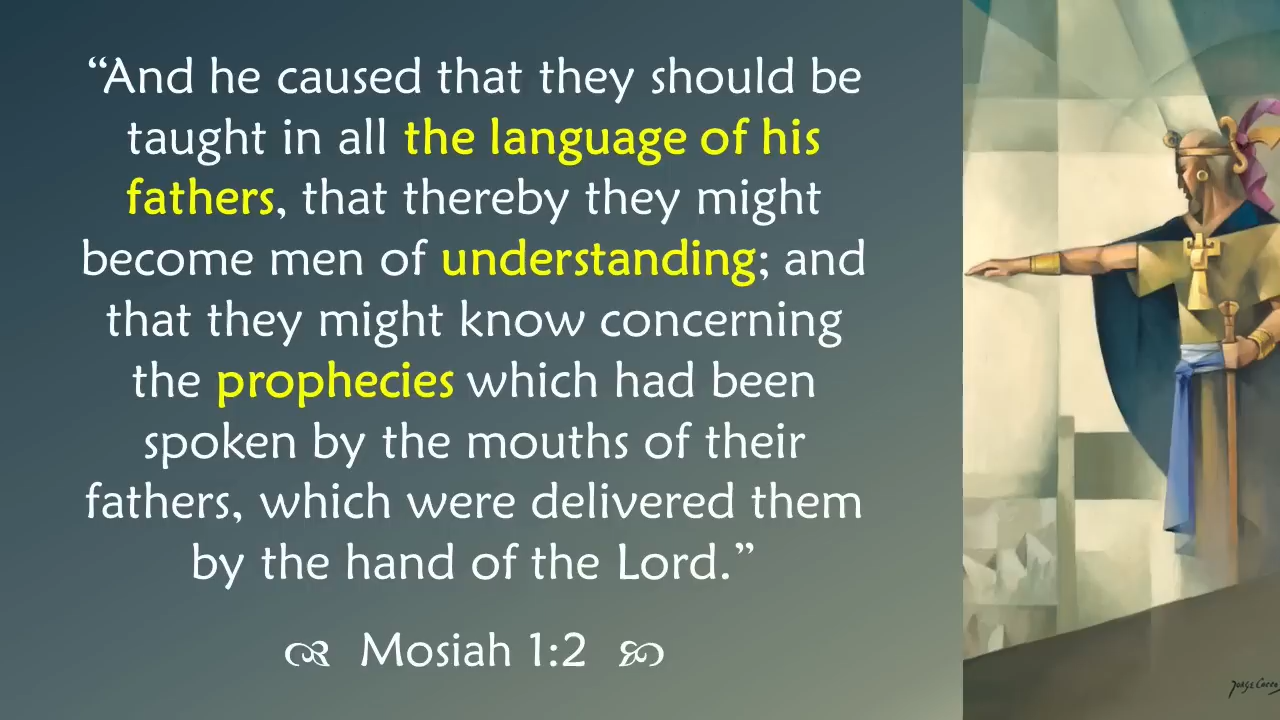 “And he caused that they should be
taught in all the language of his
fathers, that thereby they might
become men of understanding; and
that they might know concerning
the prophecies which had been
spoken by the mouths of their
fathers, which were delivered them
by the hand of the Lord.”
Mosiah 1:2